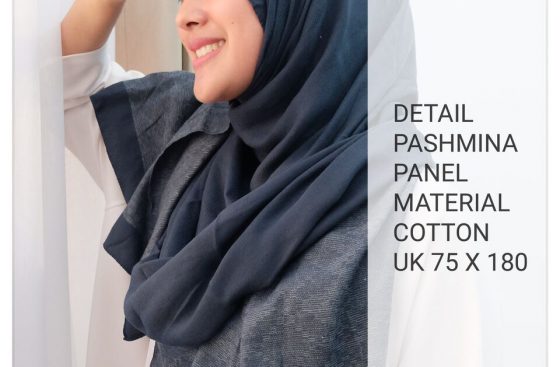 DETAIL
PASHMINA
PANEL
MATERIAL
COTTON
UK 75 X 180